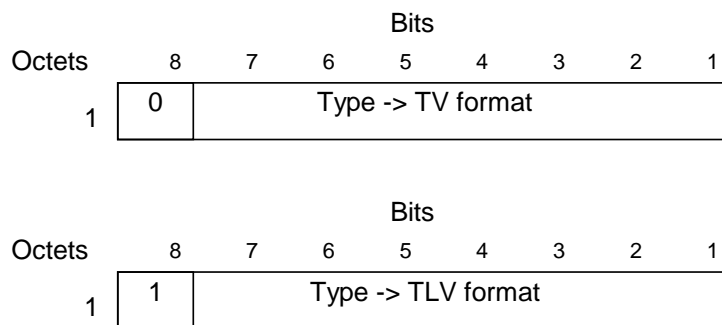 Bits
Octets 8 7 6 5 4 3 2 1
0 Type -> TV format
1
Bits
Octets 8 7 6 5 4 3 2 1
1 Type -> TLV format
1